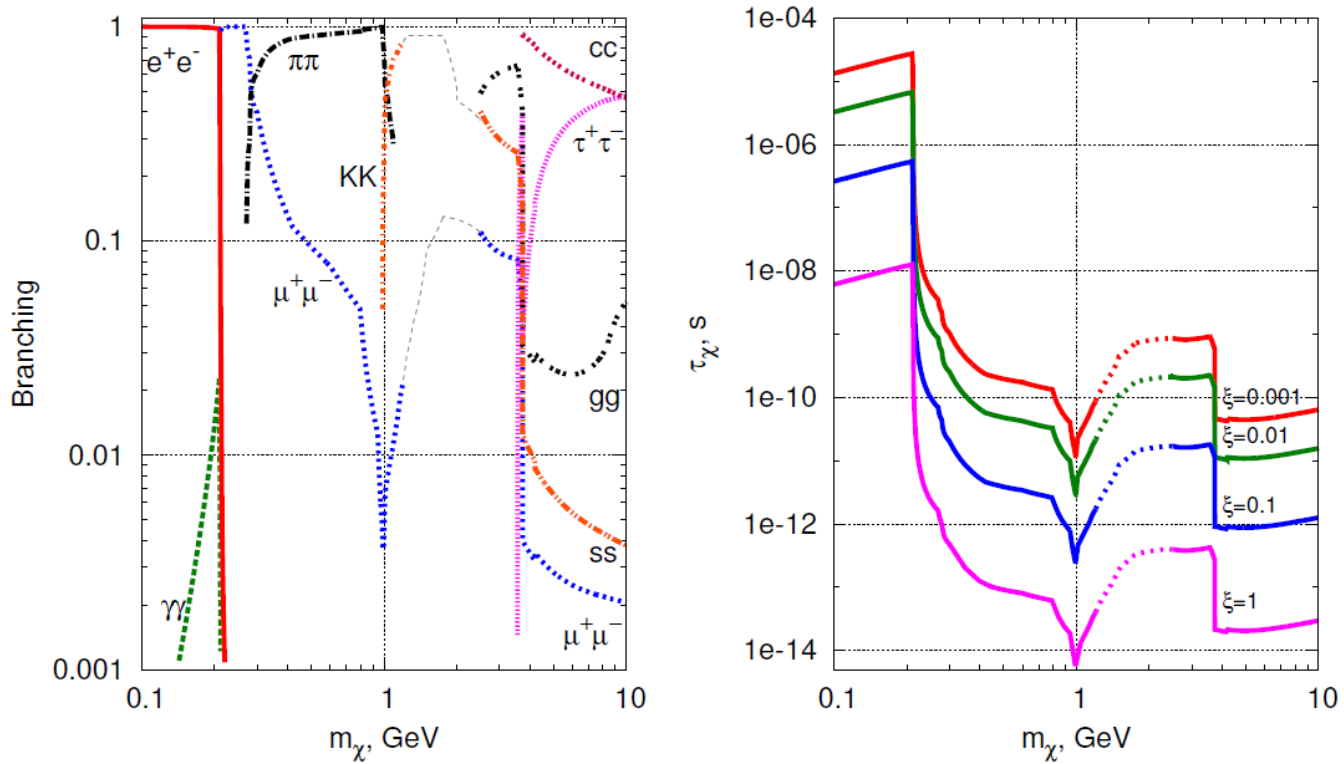 1
0.1
0.01
0.001
Branching
e⁺e⁻
ππ
cc
τ⁺τ⁻
KK
μ⁺μ⁻
gg
γγ
ss
μ⁺μ⁻
0.1
1
10
m_χ, GeV
1e-04
1e-06
1e-08
1e-10
1e-12
1e-14
τ_χ, s
ξ=0.001
ξ=0.01
ξ=0.1
ξ=1
0.1
1
10
m_χ, GeV